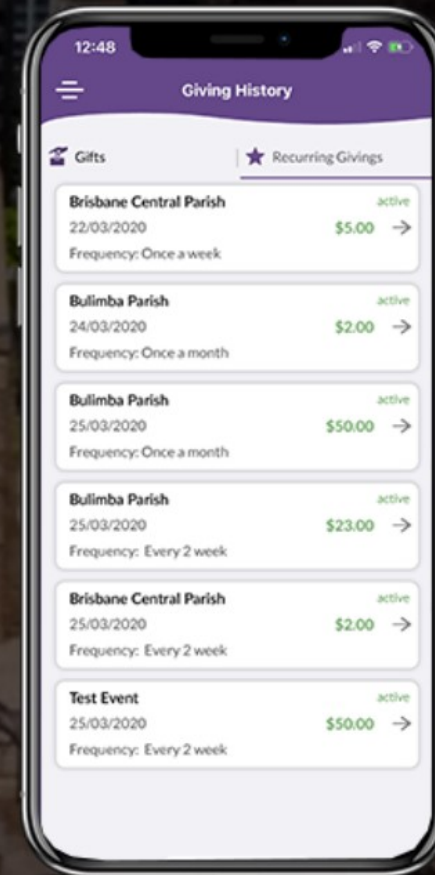 12:48
Giving History
Gifts
Recurring Givings
Brisbane Central Parish
active
22/03/2020
$5.00
Frequency: Once a week
Bulimba Parish
active
24/03/2020
$2.00
Frequency: Once a month
Bulimba Parish
active
25/03/2020
$50.00
Frequency: Once a month
Bulimba Parish
active
25/03/2020
$23.00
Frequency: Every 2 week
Brisbane Central Parish
active
25/03/2020
$2.00
Frequency: Every 2 week
Test Event
active
25/03/2020
$50.00
Frequency: Every 2 week